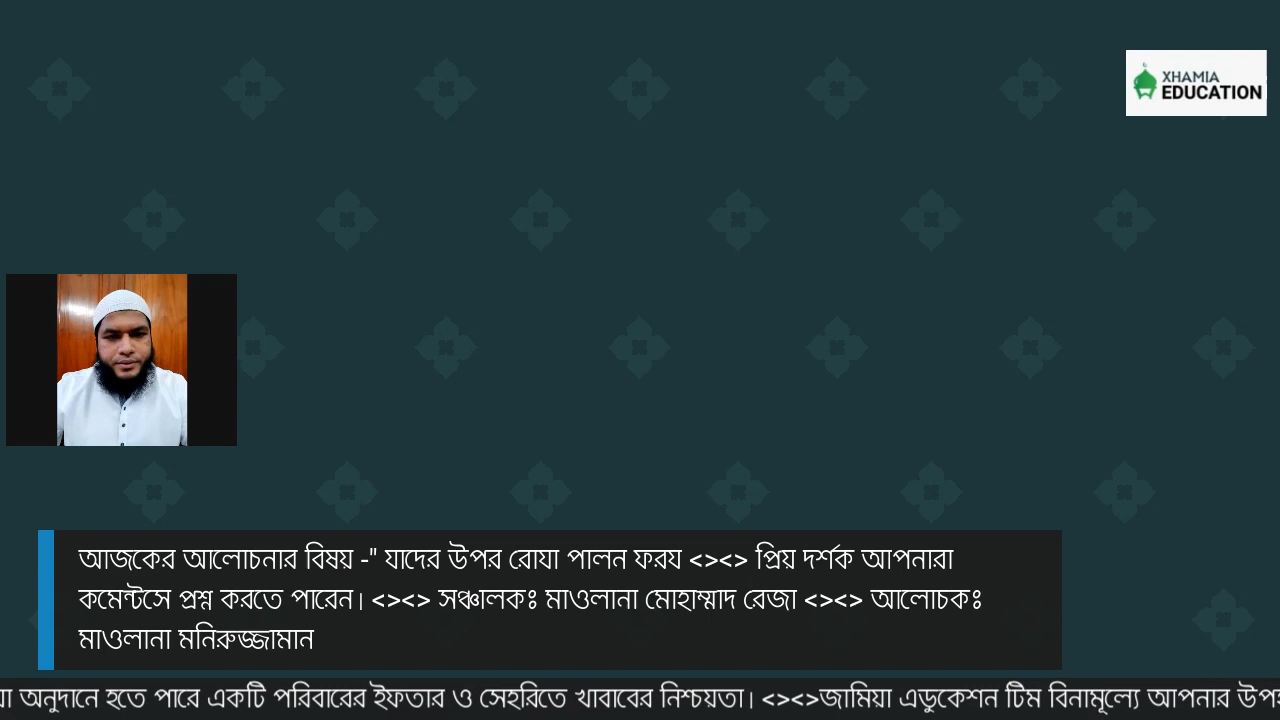 XHAMIA
EDUCATION
আজকের আলোচনার বিষয় -" যাদের উপর রোযা পালন ফরয <><> প্রিয় দর্শক আপনারা
কমেন্টসে প্রশ্ন করতে পারেন। <><> সঞ্চালকঃ মাওলানা মোহাম্মাদ রেজা <><> আলোচকঃ
মাওলানা মনিরুজ্জামান
অনুদানে হতে পারে একটি পরিবারের ইফতার ও সেহরিতে খাবারের নিশ্চয়তা। <><>জামিয়া এডুকেশন টিম বিনামূল্যে আপনার